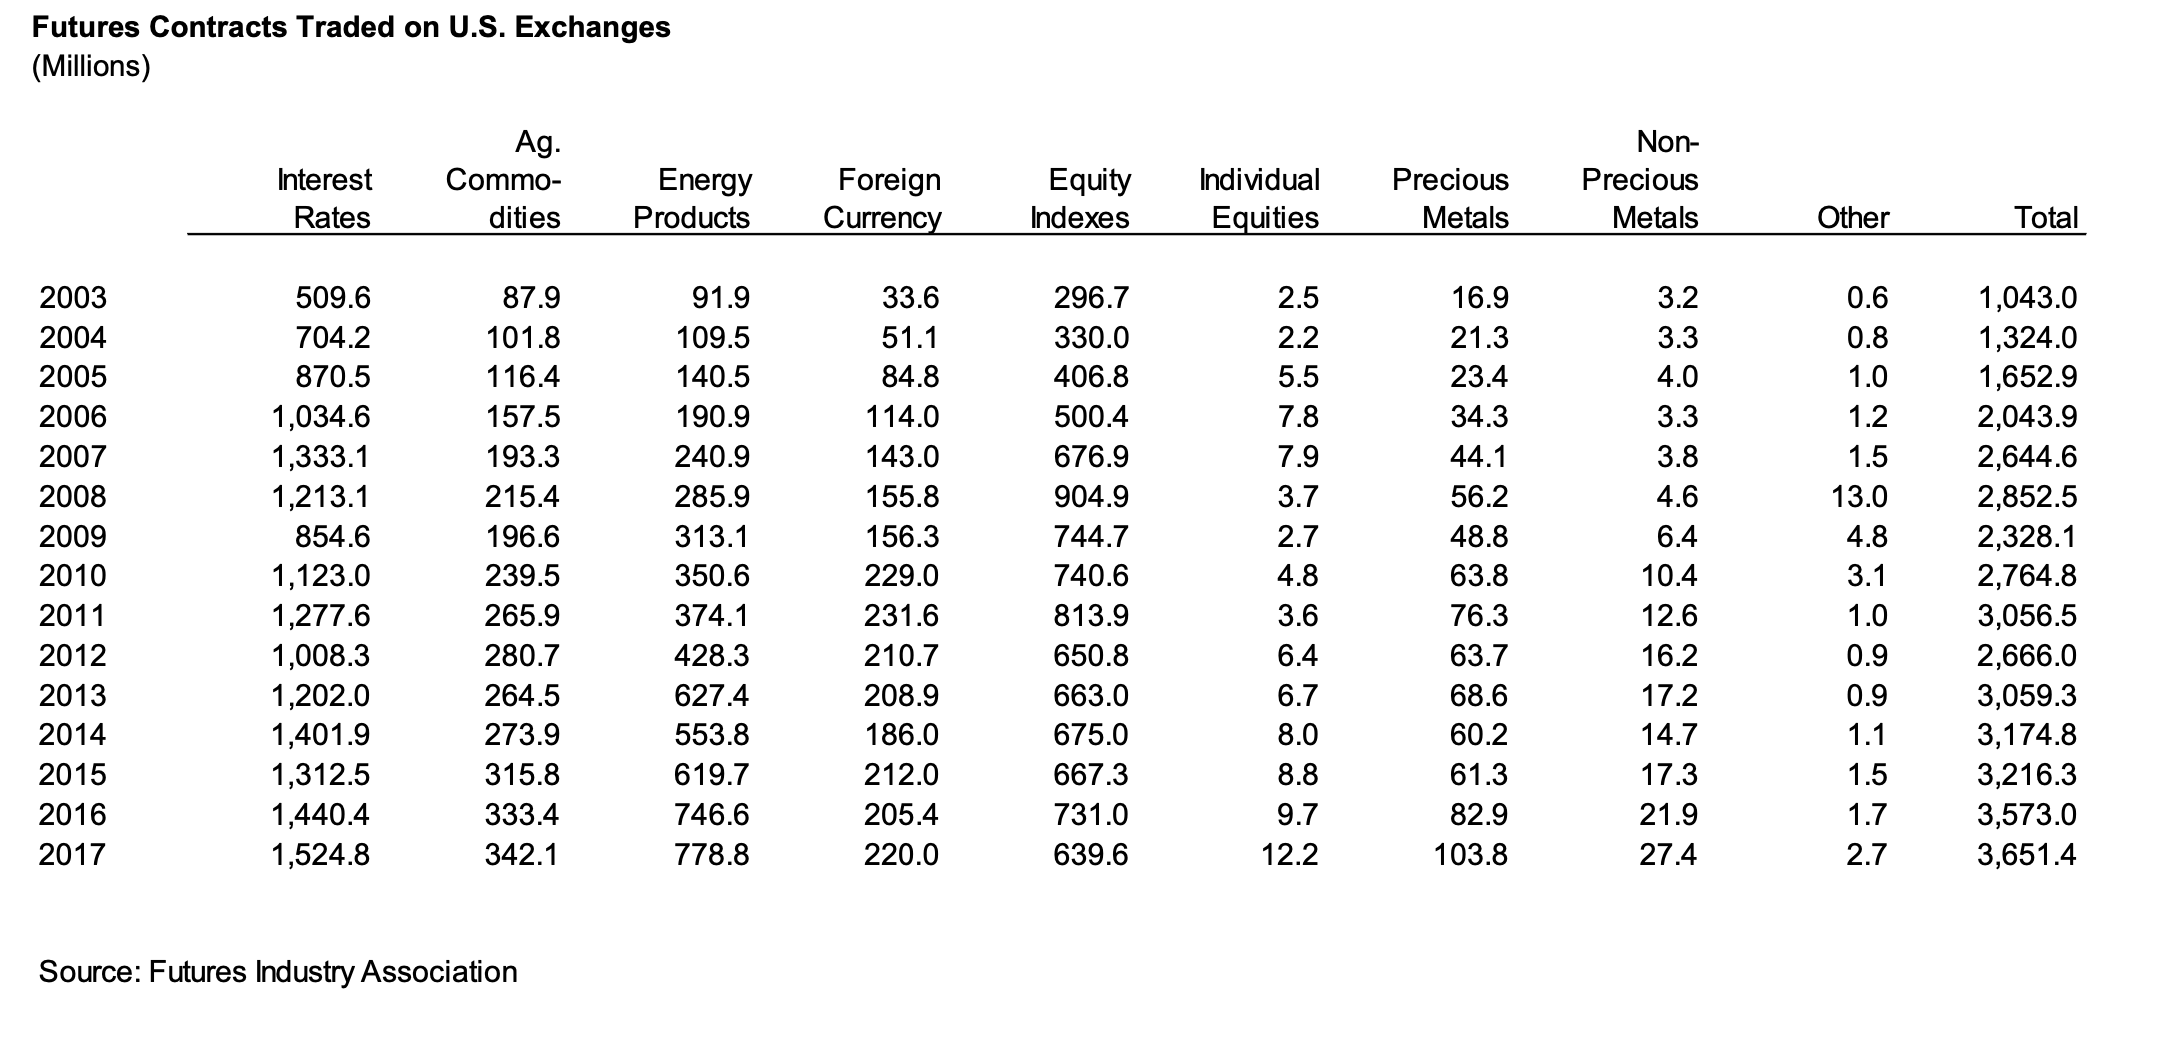 Futures Contracts Traded on U.S. Exchanges
(Millions)
Ag. Non-
Interest Commo- Energy Foreign Equity Individual Precious Precious
Rates dities Products Currency Indexes Equities Metals Metals Other Total
2003 509.6 87.9 91.9 33.6 296.7 2.5 16.9 3.2 0.6 1,043.0
2004 704.2 101.8 109.5 51.1 330.0 2.2 21.3 3.3 0.8 1,324.0
2005 870.5 116.4 140.5 84.8 406.8 5.5 23.4 4.0 1.0 1,652.9
2006 1,034.6 157.5 190.9 114.0 500.4 7.8 34.3 3.3 1.2 2,043.9
2007 1,333.1 193.3 240.9 143.0 676.9 7.9 44.1 3.8 1.5 2,644.6
2008 1,213.1 215.4 285.9 155.8 904.9 3.7 56.2 4.6 13.0 2,852.5
2009 854.6 196.6 313.1 156.3 744.7 2.7 48.8 6.4 4.8 2,328.1
2010 1,123.0 239.5 350.6 229.0 740.6 4.8 63.8 10.4 3.1 2,764.8
2011 1,277.6 265.9 374.1 231.6 813.9 3.6 76.3 12.6 1.0 3,056.5
2012 1,008.3 280.7 428.3 210.7 650.8 6.4 63.7 16.2 0.9 2,666.0
2013 1,202.0 264.5 627.4 208.9 663.0 6.7 68.6 17.2 0.9 3,059.3
2014 1,401.9 273.9 553.8 186.0 675.0 8.0 60.2 14.7 1.1 3,174.8
2015 1,312.5 315.8 619.7 212.0 667.3 8.8 61.3 17.3 1.5 3,216.3
2016 1,440.4 333.4 746.6 205.4 731.0 9.7 82.9 21.9 1.7 3,573.0
2017 1,524.8 342.1 778.8 220.0 639.6 12.2 103.8 27.4 2.7 3,651.4
Source: Futures Industry Association